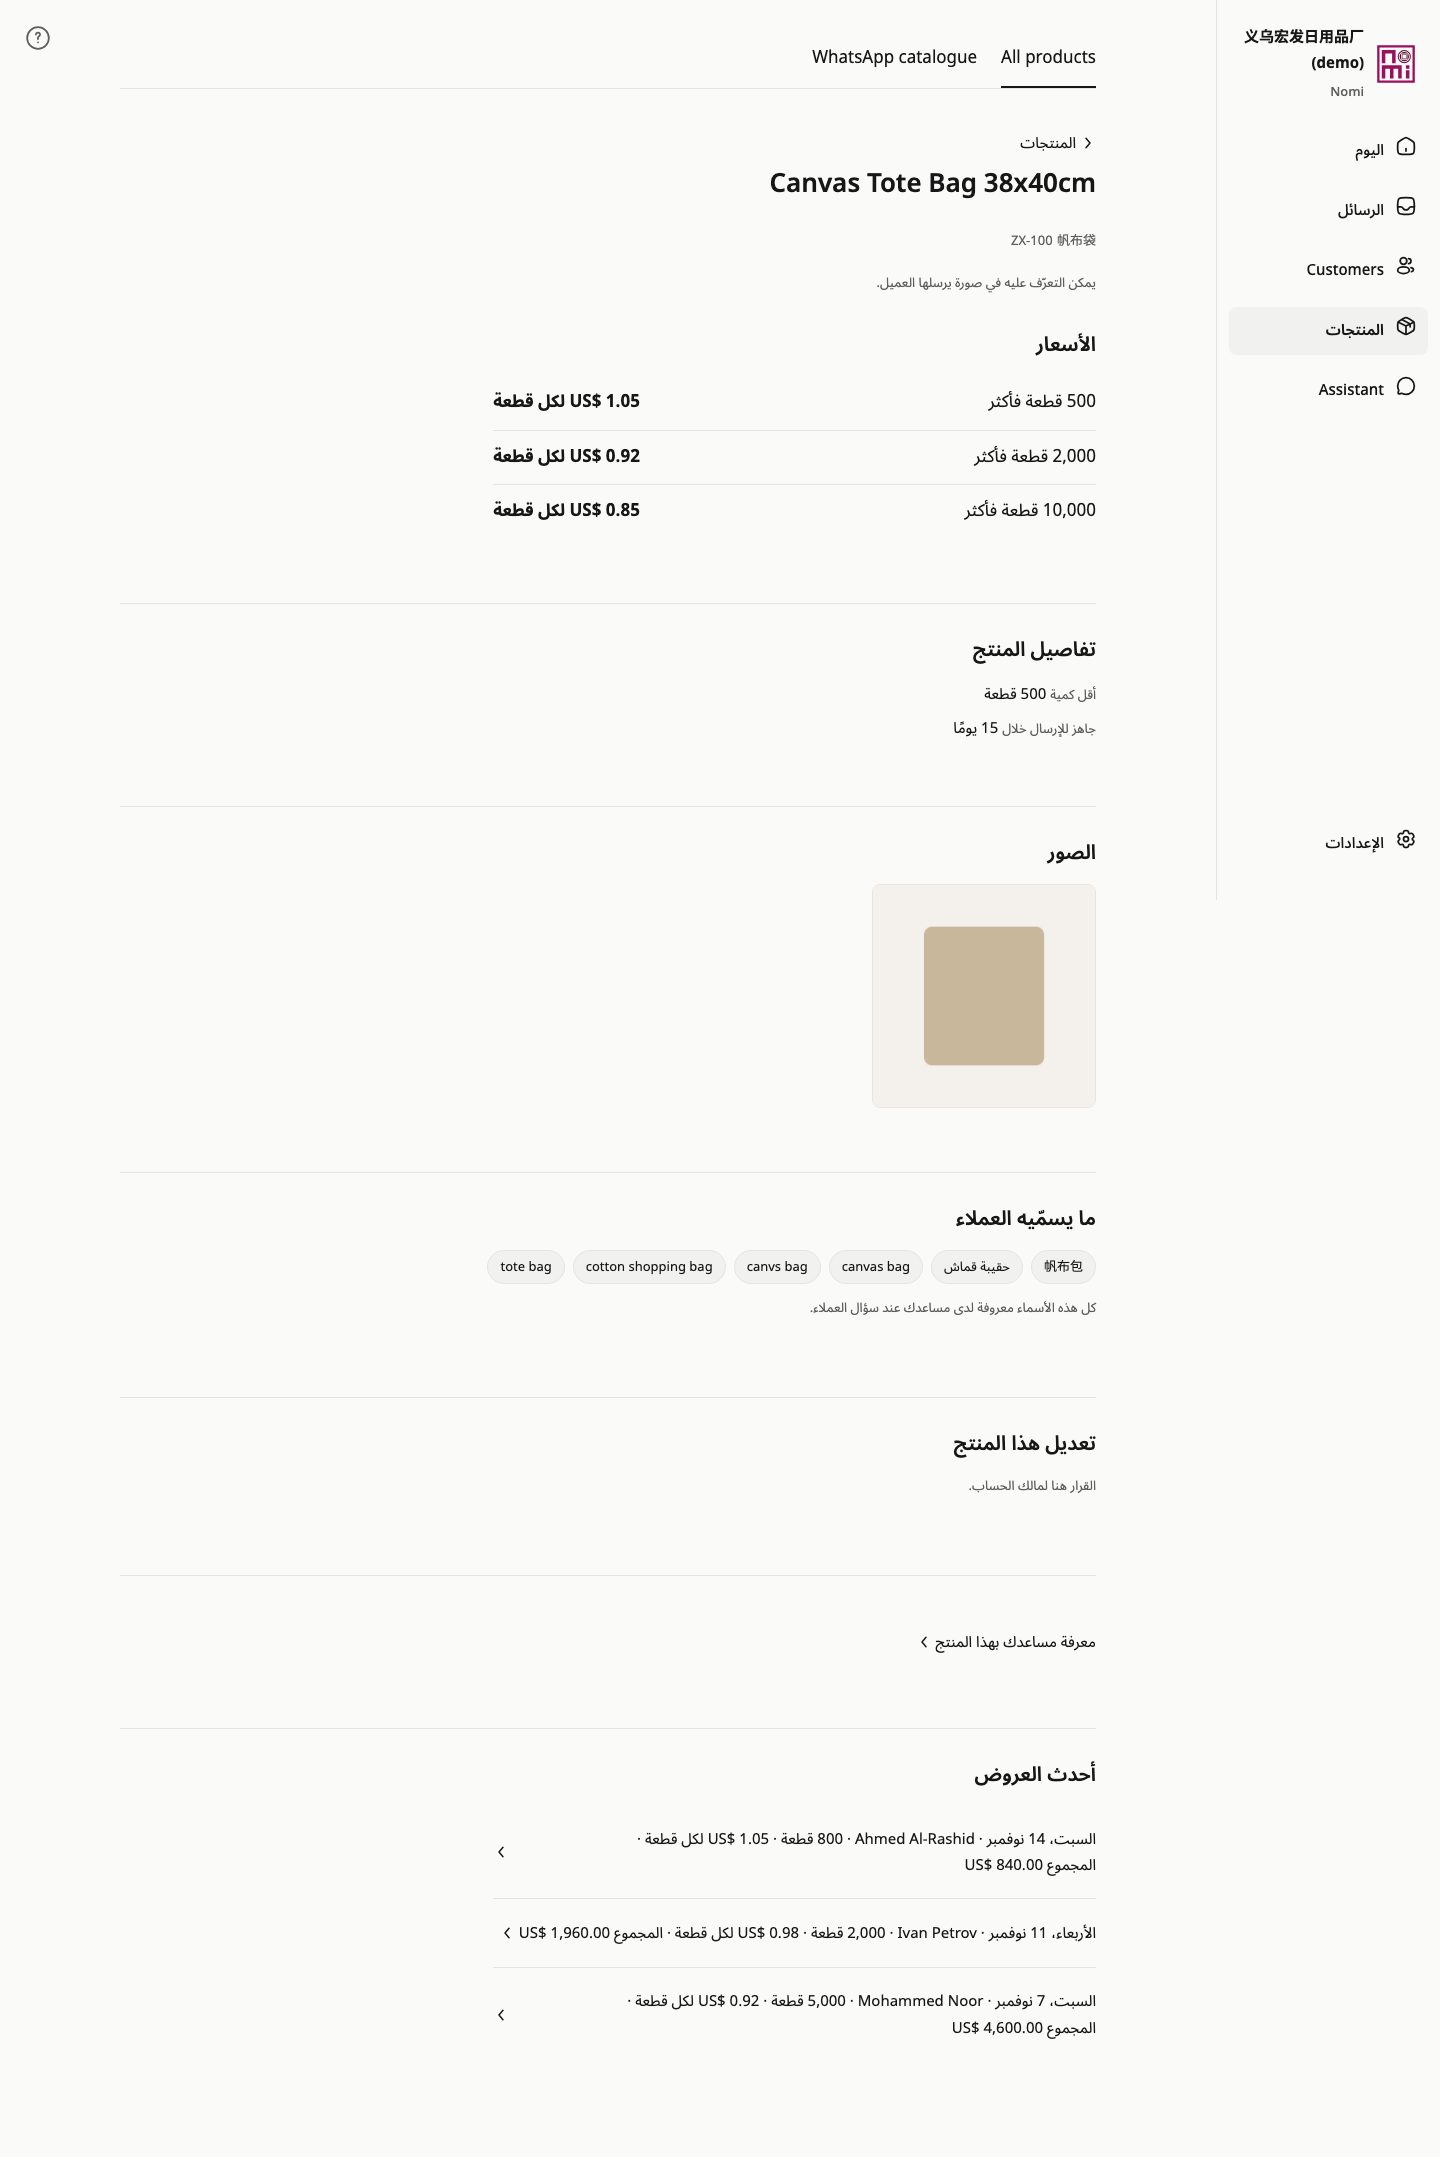 义乌宏发日用品厂
(demo)
Nomi
اليوم
الرسائل
Customers
المنتجات
Assistant
الإعدادات
All products
WhatsApp catalogue
المنتجات
Canvas Tote Bag 38x40cm
ZX-100 帆布袋
يمكن التعرّف عليه في صورة يرسلها العميل.
الأسعار
500 قطعة فأكثر
US$ 1.05 لكل قطعة
2,000 قطعة فأكثر
US$ 0.92 لكل قطعة
10,000 قطعة فأكثر
US$ 0.85 لكل قطعة
تفاصيل المنتج
أقل كمية 500 قطعة
جاهز للإرسال خلال 15 يومًا
الصور
ما يسمّيه العملاء
帆布包
حقيبة قماش
canvas bag
canvs bag
cotton shopping bag
tote bag
كل هذه الأسماء معروفة لدى مساعدك عند سؤال العملاء.
تعديل هذا المنتج
القرار هنا لمالك الحساب.
معرفة مساعدك بهذا المنتج
أحدث العروض
السبت، 14 نوفمبر · Ahmed Al-Rashid · 800 قطعة · US$ 1.05 لكل قطعة ·
المجموع US$ 840.00
الأربعاء، 11 نوفمبر · Ivan Petrov · 2,000 قطعة · US$ 0.98 لكل قطعة · المجموع US$ 1,960.00
السبت، 7 نوفمبر · Mohammed Noor · 5,000 قطعة · US$ 0.92 لكل قطعة ·
المجموع US$ 4,600.00